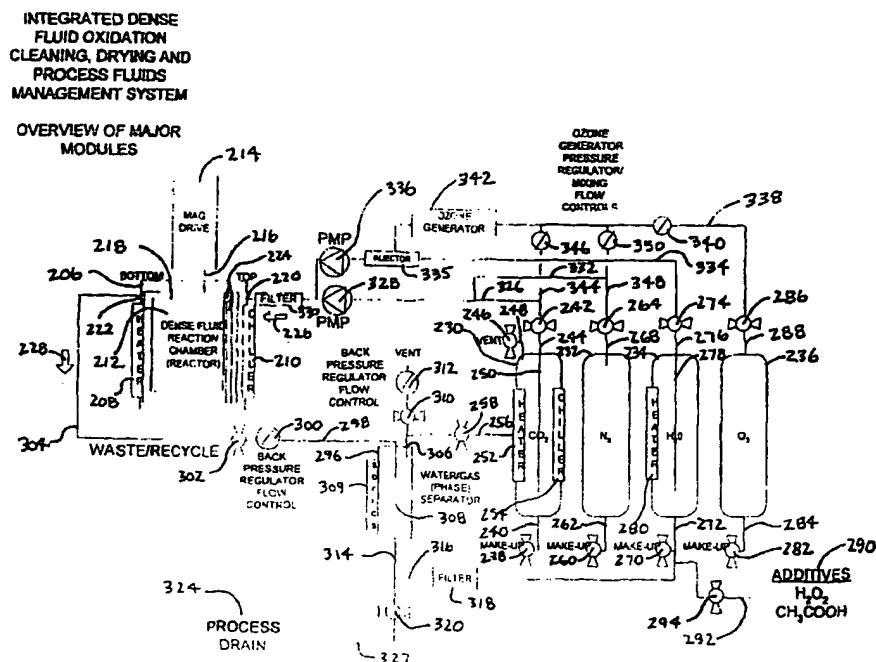 INTEGRATED DENSE
FLUID OXIDATION
CLEANING, DRYING AND
PROCESS FLUIDS
MANAGEMENT SYSTEM
OVERVIEW OF MAJOR
MODULES
214
MAG
DRIVE
216
218
224
206
BOTTOM
TOP
220
222
212
DENSE FLUID
REACTION
CHAMBER
(REACTOR)
HEATER
208
CHILLER
210
228
304
FILTER
330
226
PMP
336
PMP
328
342
OZONE
GENERATOR
INJECTOR
335
OZONE
GENERATOR
PRESSURE
REGULATOR/
MIXING
FLOW
CONTROLS
338
340
346
350
334
332
348
326
344
246
248
242
264
274
286
VENT
230
244
268
276
288
232
234
236
250
278
HEATER
252
CO2
CHILLER
254
N2
HEATER
280
H2O
O3
BACK
PRESSURE
REGULATOR
FLOW
CONTROL
VENT
312
310
258
256
WASTE/RECYCLE
302
300
298
BACK
PRESSURE
REGULATOR
FLOW
CONTROL
296
309
306
WATER/GAS
(PHASE)
SEPARATOR
308
314
316
FILTER
318
320
324
PROCESS
DRAIN
240
262
272
284
MAKE-UP
238
MAKE-UP
260
MAKE-UP
270
MAKE-UP
282
290
ADDITIVES
H2O2
CH3COOH
294
292